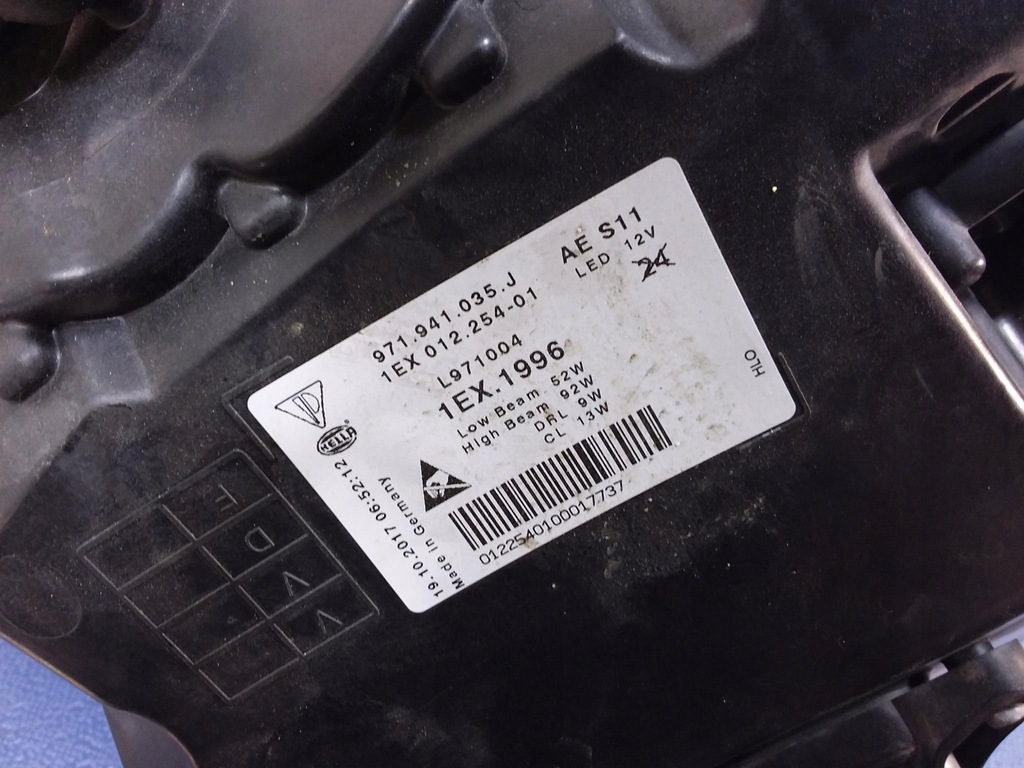 971.941.035.J
1EX 012.254-01
L971004
1EX.1996
Low Beam 52W
High Beam 92W
DRL 9W
CL 13W
AE S11
LED 12V
24
HLO
HELLA
19.10.2017 06:52:12
Made in Germany
0122540100017737
T
D
V
V